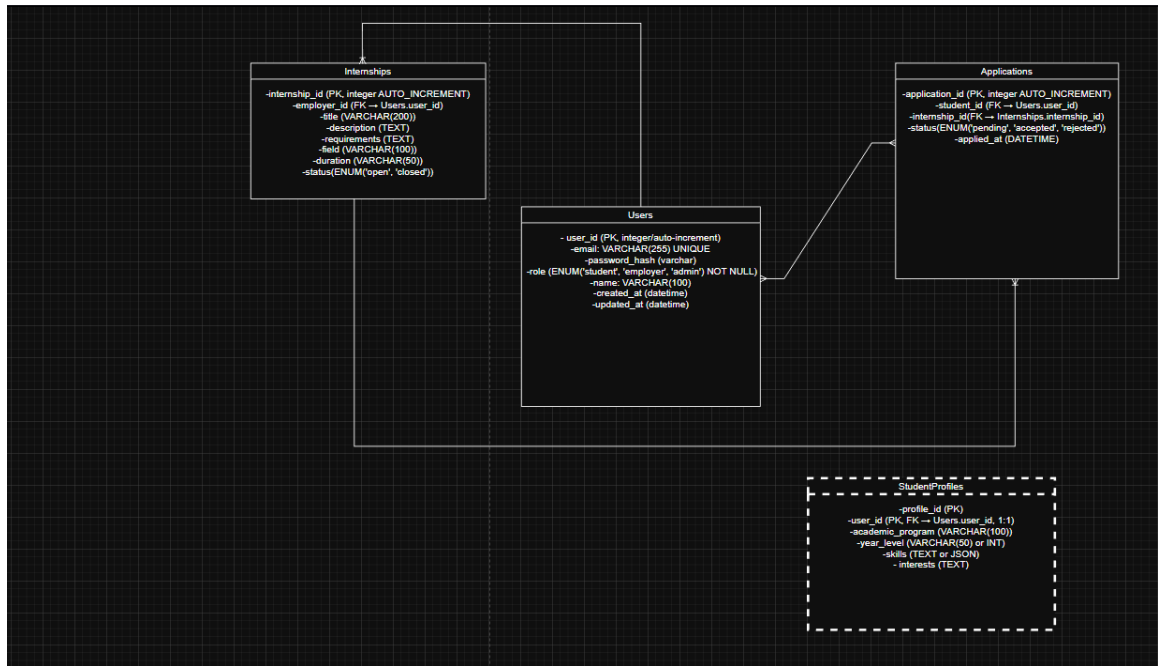 Internships
-internship_id (PK, integer AUTO_INCREMENT)
-employer_id (FK → Users.user_id)
-title (VARCHAR(200))
-description (TEXT)
-requirements (TEXT)
-field (VARCHAR(100))
-duration (VARCHAR(50))
-status(ENUM('open', 'closed'))
Applications
-application_id (PK, integer AUTO_INCREMENT)
-student_id (FK → Users.user_id)
-internship_id(FK → Internships.internship_id)
-status(ENUM('pending', 'accepted', 'rejected'))
-applied_at (DATETIME)
Users
- user_id (PK, integer/auto-increment)
-email: VARCHAR(255) UNIQUE
-password_hash (varchar)
-role (ENUM('student', 'employer', 'admin') NOT NULL)
-name: VARCHAR(100)
-created_at (datetime)
-updated_at (datetime)
StudentProfiles
-profile_id (PK)
-user_id (PK, FK → Users.user_id, 1:1)
-academic_program (VARCHAR(100))
-year_level (VARCHAR(50) or INT)
-skills (TEXT or JSON)
- interests (TEXT)